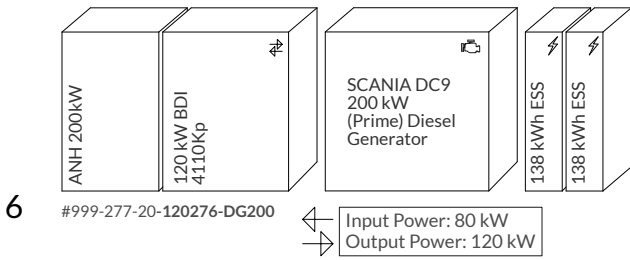 ANH 200kW
120 kW BDI
4110Kp
SCANIA DC9
200 kW
(Prime) Diesel
Generator
138 kWh ESS
138 kWh ESS
6
#999-277-20-120276-DG200
Input Power: 80 kW
Output Power: 120 kW